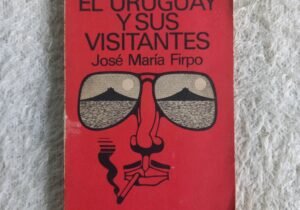 EL URUGUAY
Y SUS
VISITANTES
José María Firpo